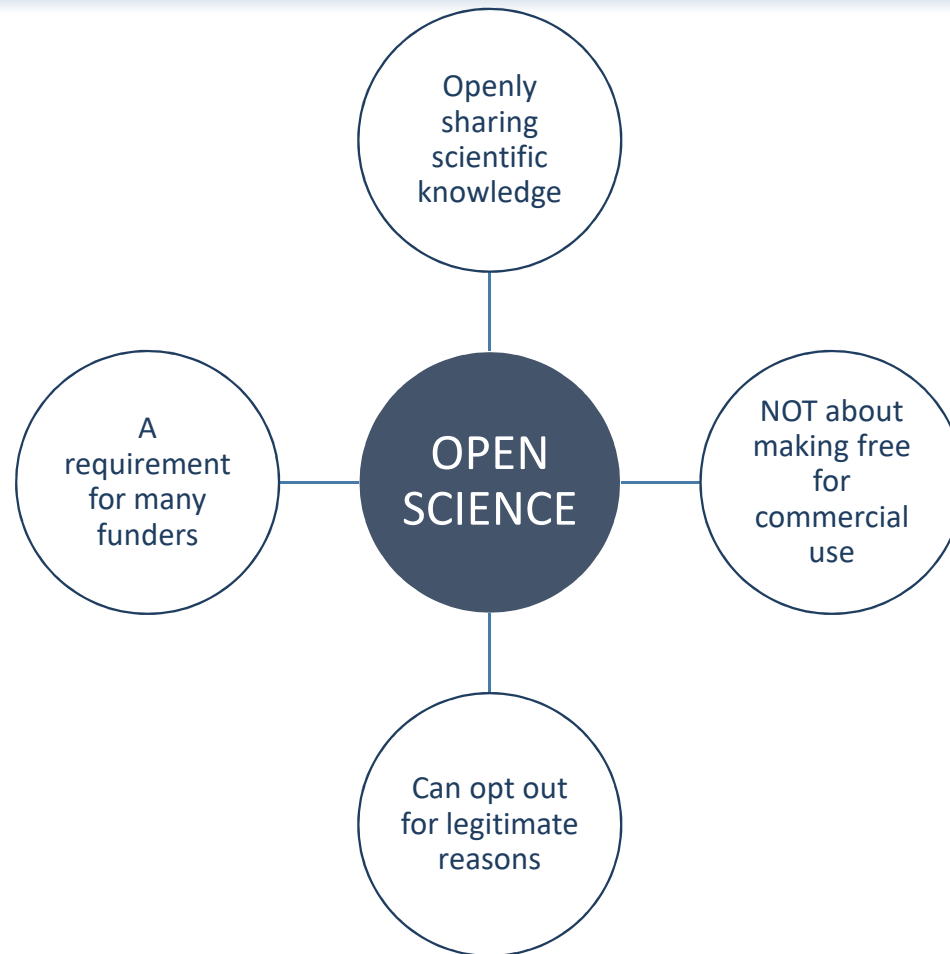 Openly
sharing
scientific
knowledge
A
requirement
for many
funders
OPEN
SCIENCE
NOT about
making free
for
commercial
use
Can opt out
for legitimate
reasons